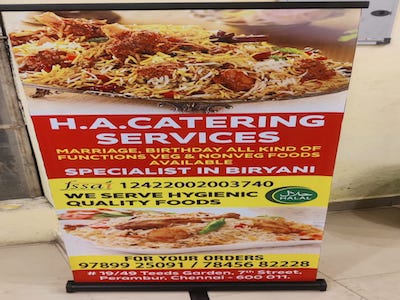 H.A.CATERING
SERVICES
MARRIAGE, BIRTHDAY ALL KIND OF
FUNCTIONS VEG & NONVEG FOODS
AVAILABLE
SPECIALIST IN BIRYANI
fssai 12422002003740
WE SERVE HYGIENIC
QUALITY FOODS
حلال
HALAL
FOR YOUR ORDERS
97899 25091 / 78456 82228
# 19/49 Teeds Garden, 7th Street,
Perambur, Chennai - 600 011.